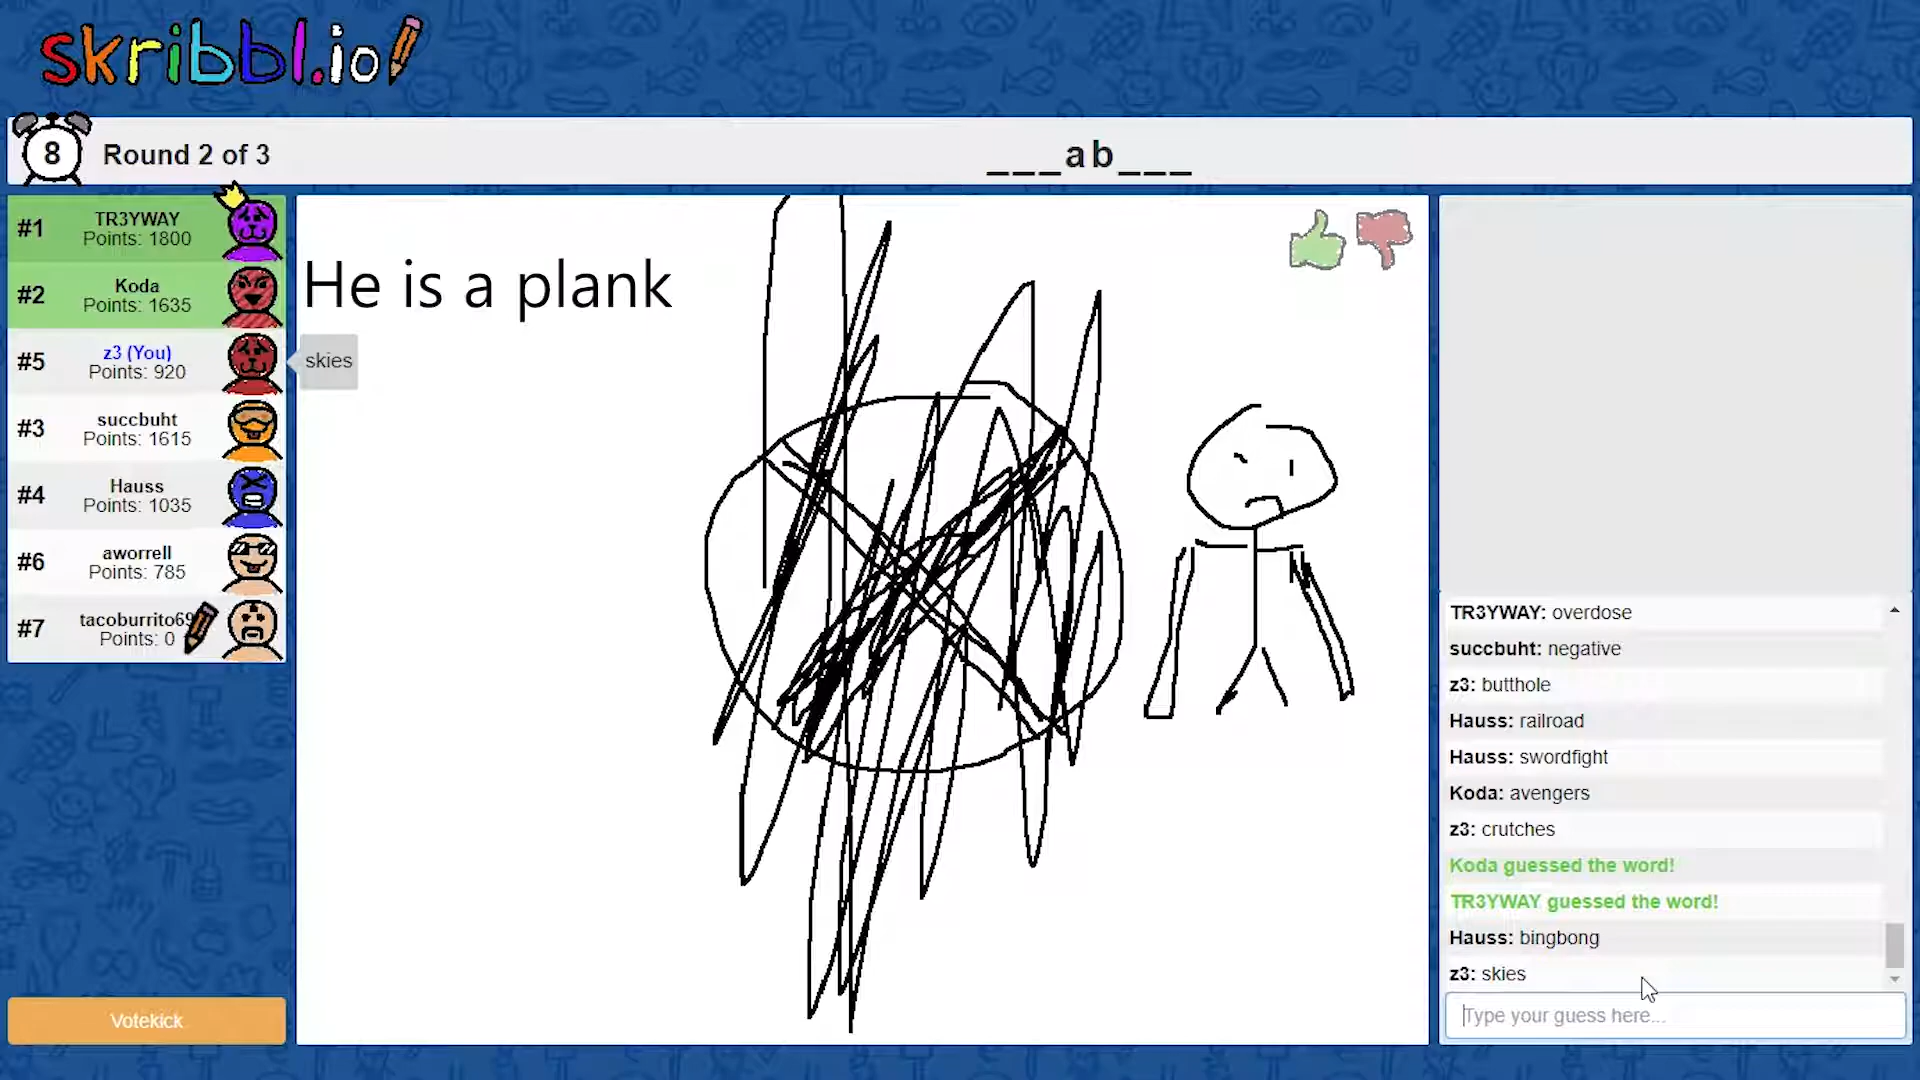 skribbl.io
8
Round 2 of 3
___ab___
#1
TR3YWAY
Points: 1800
#2
Koda
Points: 1635
#5
z3 (You)
Points: 920
skies
#3
succbuht
Points: 1615
#4
Hauss
Points: 1035
#6
aworrell
Points: 785
#7
tacoburrito69
Points: 0
Votekick
He is a plank
TR3YWAY: overdose
succbuht: negative
z3: butthole
Hauss: railroad
Hauss: swordfight
Koda: avengers
z3: crutches
Koda guessed the word!
TR3YWAY guessed the word!
Hauss: bingbong
z3: skies
Type your guess here...